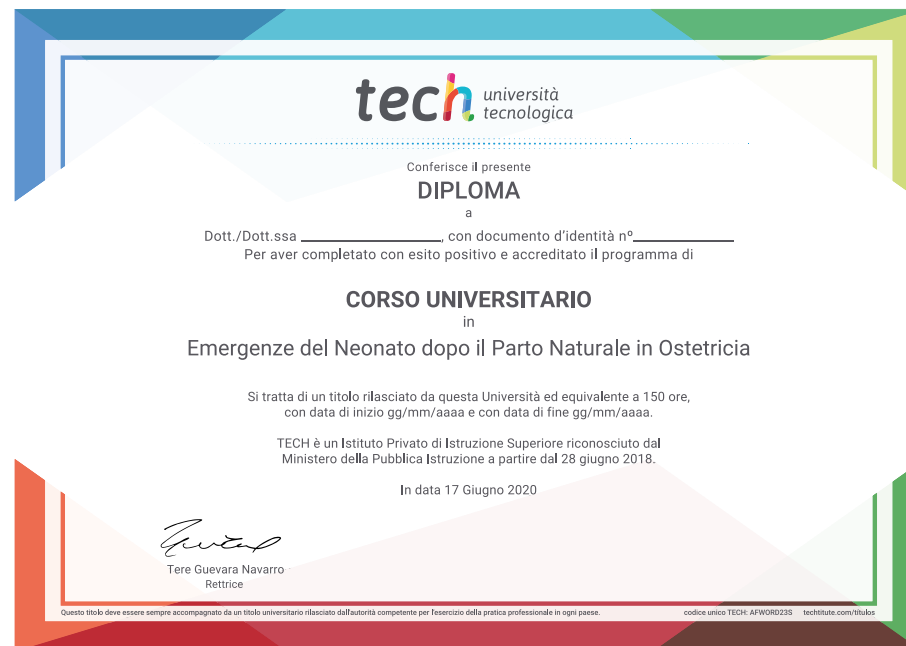 tech università
tecnologica
Conferisce il presente
DIPLOMA
a
Dott./Dott.ssa _________________, con documento d'identità nº____________
Per aver completato con esito positivo e accreditato il programma di
CORSO UNIVERSITARIO
in
Emergenze del Neonato dopo il Parto Naturale in Ostetricia
Si tratta di un titolo rilasciato da questa Università ed equivalente a 150 ore,
con data di inizio gg/mm/aaaa e con data di fine gg/mm/aaaa.
TECH è un Istituto Privato di Istruzione Superiore riconosciuto dal
Ministero della Pubblica Istruzione a partire dal 28 giugno 2018.
In data 17 Giugno 2020
Tere Guevara Navarro
Rettrice
Questo titolo deve essere sempre accompagnato da un titolo universitario rilasciato dall'autorità competente per l'esercizio della pratica professionale in ogni paese. codice unico TECH: AFWORD23S techtitute.com/titulos